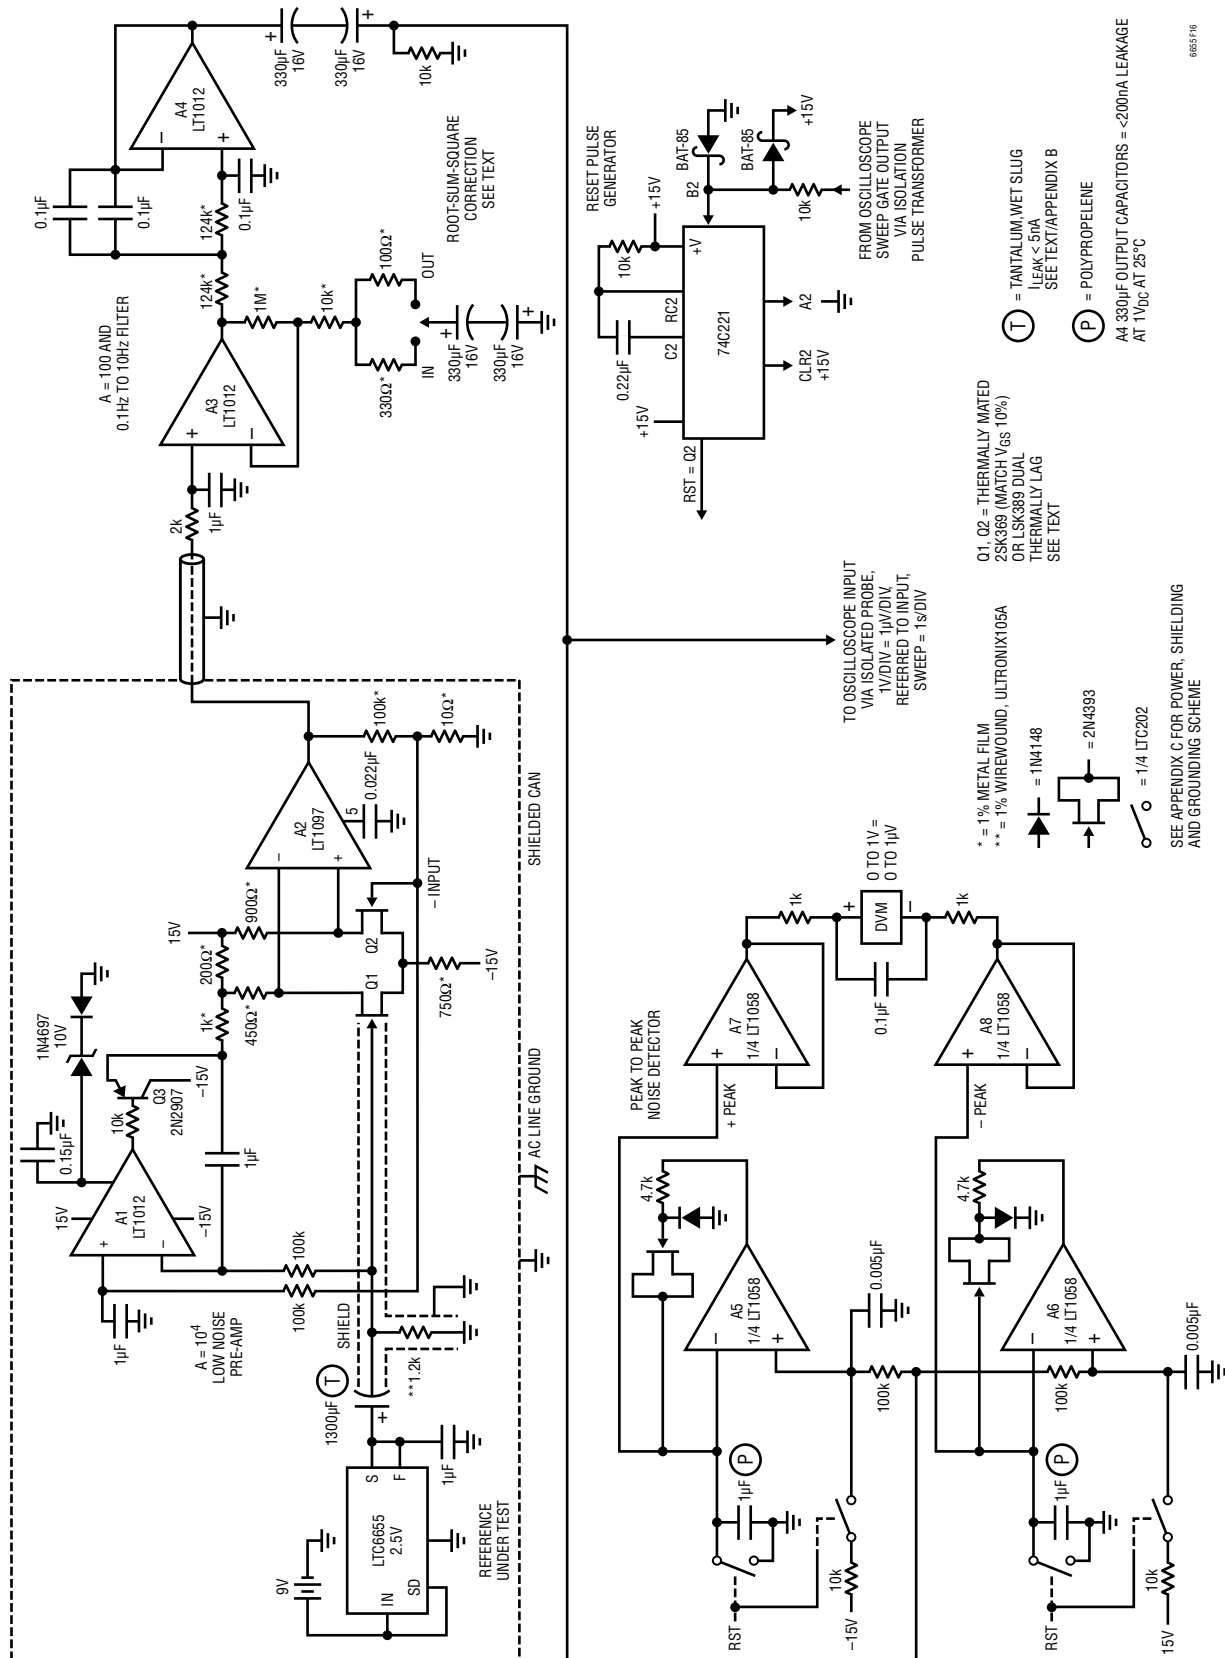 0.1µF
0.1µF
A4
LT1012
–
+
124k*
0.1µF
124k*
1M*
10k*
100Ω*
OUT
330Ω*
IN
+
330µF
16V
330µF
16V
+
+
330µF
16V
330µF
16V
+
10k
A = 100 AND
0.1Hz TO 10Hz FILTER
A3
LT1012
+
–
2k
1µF
ROOT-SUM-SQUARE
CORRECTION
SEE TEXT
RESET PULSE
GENERATOR
+15V
10k
0.22µF
+15V
C2
RC2
+V
B2
BAT-85
BAT-85
+15V
10k
74C221
RST = Q2
CLR2
+15V
A2
FROM OSCILLOSCOPE
SWEEP GATE OUTPUT
VIA ISOLATION
PULSE TRANSFORMER
T
= TANTALUM,WET SLUG
ILEAK < 5nA
SEE TEXT/APPENDIX B
P
= POLYPROPELENE
A4 330µF OUTPUT CAPACITORS = <200nA LEAKAGE
AT 1VDC AT 25°C
6655 F16
SHIELDED CAN
15V
A1
LT1012
+
–
–15V
0.15µF
1N4697
10V
10k
Q3
2N2907
–15V
1µF
1k*
200Ω*
15V
450Ω*
900Ω*
–
A2
LT1097
+
5
0.022µF
100k*
10Ω*
– INPUT
Q1
Q2
750Ω*
–15V
AC LINE GROUND
1µF
100k
100k
A = 10⁴
LOW NOISE
PRE-AMP
SHIELD
**1.2k
T
1300µF
+
9V
IN
SD
LTC6655
2.5V
S
F
1µF
REFERENCE
UNDER TEST
TO OSCILLOSCOPE INPUT
VIA ISOLATED PROBE,
1V/DIV = 1µV/DIV,
REFERRED TO INPUT,
SWEEP = 1s/DIV
Q1, Q2 = THERMALLY MATED
2SK369 (MATCH VGS 10%)
OR LSK389 DUAL
THERMALLY LAG
SEE TEXT
* = 1% METAL FILM
** = 1% WIREWOUND, ULTRONIX105A
= 1N4148
= 2N4393
= 1/4 LTC202
SEE APPENDIX C FOR POWER, SHIELDING
AND GROUNDING SCHEME
PEAK TO PEAK
NOISE DETECTOR
+ PEAK
A7
1/4 LT1058
+
–
1k
+
DVM
–
O TO 1V =
O TO 1µV
0.1µF
1k
A8
1/4 LT1058
+
–
– PEAK
4.7k
A5
1/4 LT1058
–
+
0.005µF
100k
P
1µF
RST
10k
–15V
4.7k
A6
1/4 LT1058
–
+
100k
0.005µF
P
1µF
RST
10k
15V